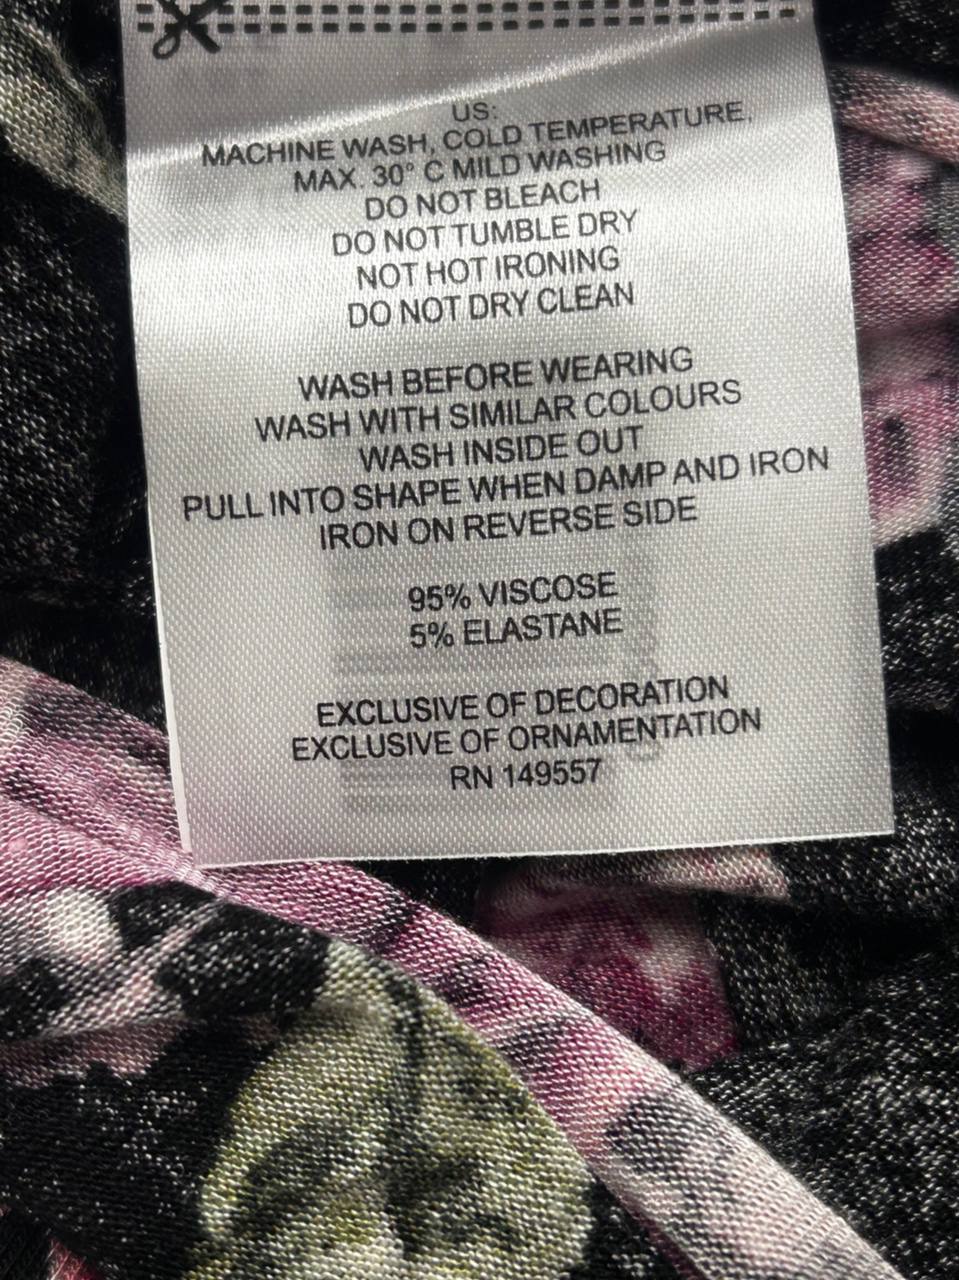 US:
MACHINE WASH, COLD TEMPERATURE,
MAX. 30° C MILD WASHING
DO NOT BLEACH
DO NOT TUMBLE DRY
NOT HOT IRONING
DO NOT DRY CLEAN
WASH BEFORE WEARING
WASH WITH SIMILAR COLOURS
WASH INSIDE OUT
PULL INTO SHAPE WHEN DAMP AND IRON
IRON ON REVERSE SIDE
95% VISCOSE
5% ELASTANE
EXCLUSIVE OF DECORATION
EXCLUSIVE OF ORNAMENTATION
RN 149557